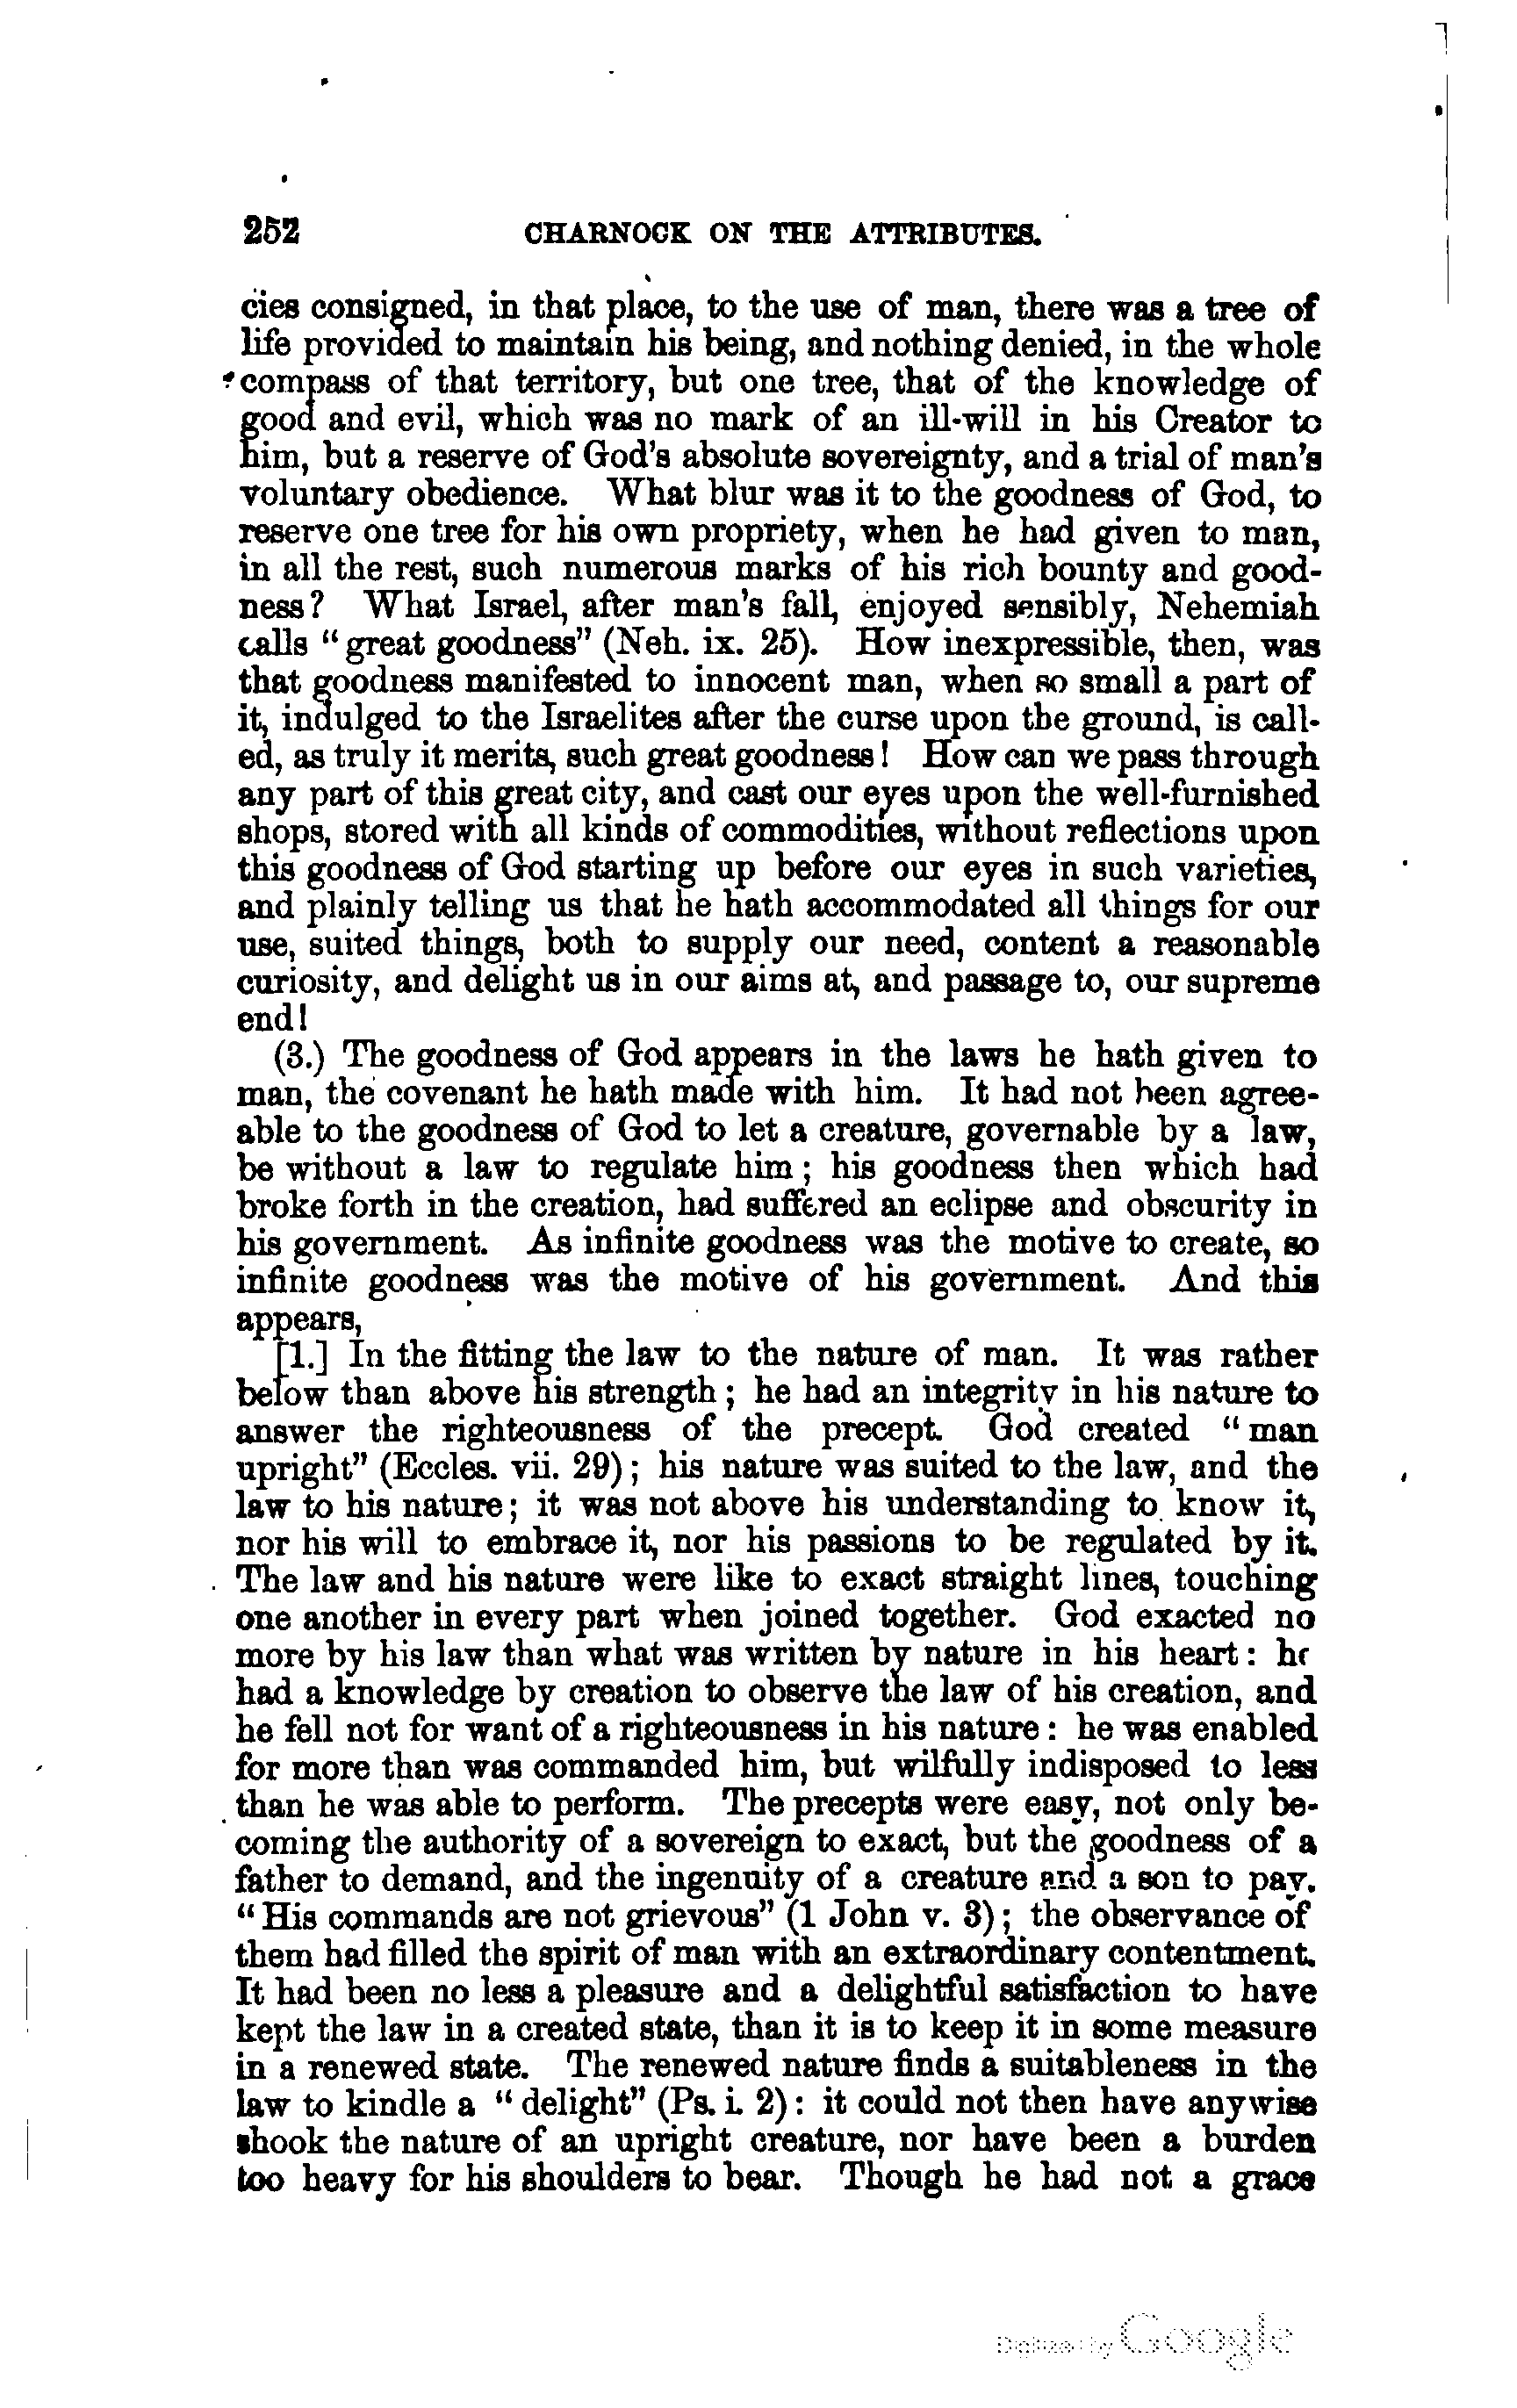 252 CHARNOCK ON THE ATTRIBUTES.
cies consigned, in that place, to the use of man, there was a tree of
life provided to maintain his being, and nothing denied, in the whole
compass of that territory, but one tree, that of the knowledge of
good and evil, which was no mark of an ill-will in his Creator to
him, but a reserve of God's absolute sovereignty, and a trial of man's
voluntary obedience. What blur was it to the goodness of God, to
reserve one tree for his own propriety, when he had given to man,
in all the rest, such numerous marks of his rich bounty and good-
ness? What Israel, after man's fall, enjoyed sensibly, Nehemiah
calls "great goodness" (Neh. ix. 25). How inexpressible, then, was
that goodness manifested to innocent man, when so small a part of
it, indulged to the Israelites after the curse upon the ground, is call-
ed, as truly it merits, such great goodness! How can we pass through
any part of this great city, and cast our eyes upon the well-furnished
shops, stored with all kinds of commodities, without reflections upon
this goodness of God starting up before our eyes in such varieties,
and plainly telling us that he hath accommodated all things for our
use, suited things, both to supply our need, content a reasonable
curiosity, and delight us in our aims at, and passage to, our supreme
end!
(3.) The goodness of God appears in the laws he hath given to
man, the covenant he hath made with him. It had not been agree-
able to the goodness of God to let a creature, governable by a law,
be without a law to regulate him; his goodness then which had
broke forth in the creation, had suffered an eclipse and obscurity in
his government. As infinite goodness was the motive to create, so
infinite goodness was the motive of his government. And this
appears,
[1.] In the fitting the law to the nature of man. It was rather
below than above his strength; he had an integrity in his nature to
answer the righteousness of the precept. God created "man
upright" (Eccles. vii. 29); his nature was suited to the law, and the
law to his nature; it was not above his understanding to know it,
nor his will to embrace it, nor his passions to be regulated by it.
The law and his nature were like to exact straight lines, touching
one another in every part when joined together. God exacted no
more by his law than what was written by nature in his heart: he
had a knowledge by creation to observe the law of his creation, and
he fell not for want of a righteousness in his nature: he was enabled
for more than was commanded him, but wilfully indisposed to less
than he was able to perform. The precepts were easy, not only be-
coming the authority of a sovereign to exact, but the goodness of a
father to demand, and the ingenuity of a creature and a son to pay.
"His commands are not grievous" (1 John v. 3); the observance of
them had filled the spirit of man with an extraordinary contentment.
It had been no less a pleasure and a delightful satisfaction to have
kept the law in a created state, than it is to keep it in some measure
in a renewed state. The renewed nature finds a suitableness in the
law to kindle a "delight" (Ps. i. 2): it could not then have anywise
shook the nature of an upright creature, nor have been a burden
too heavy for his shoulders to bear. Though he had not a grace
Digitized by Google